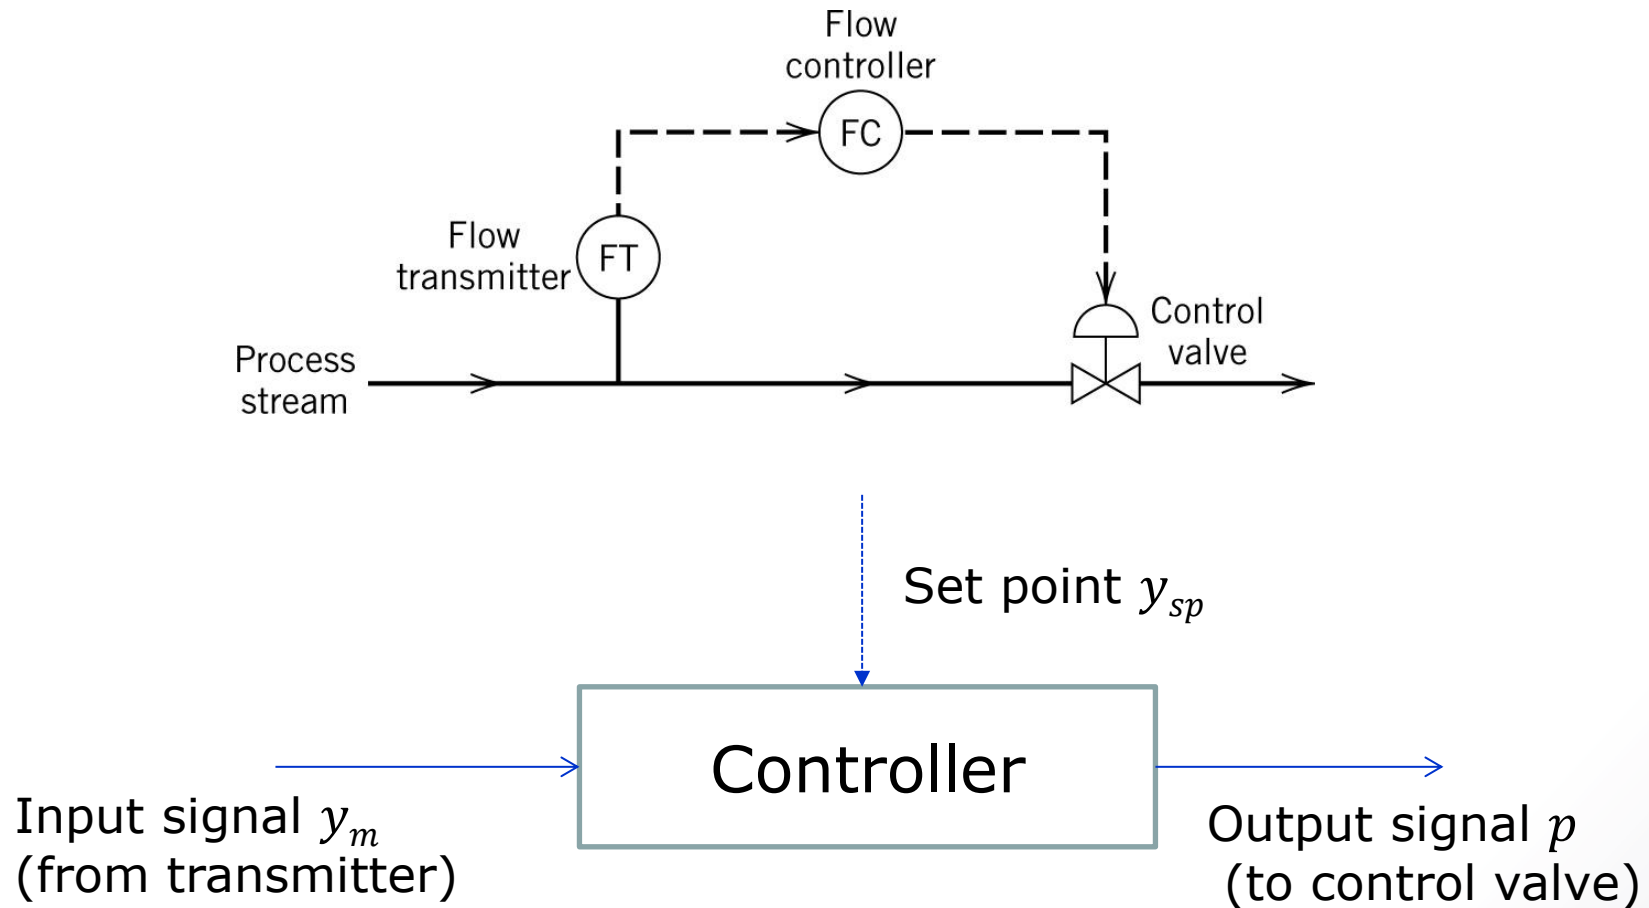 Flow
controller
FC
Flow
transmitter
FT
Control
valve
Process
stream
Set point y_sp
Controller
Input signal y_m
(from transmitter)
Output signal p
(to control valve)